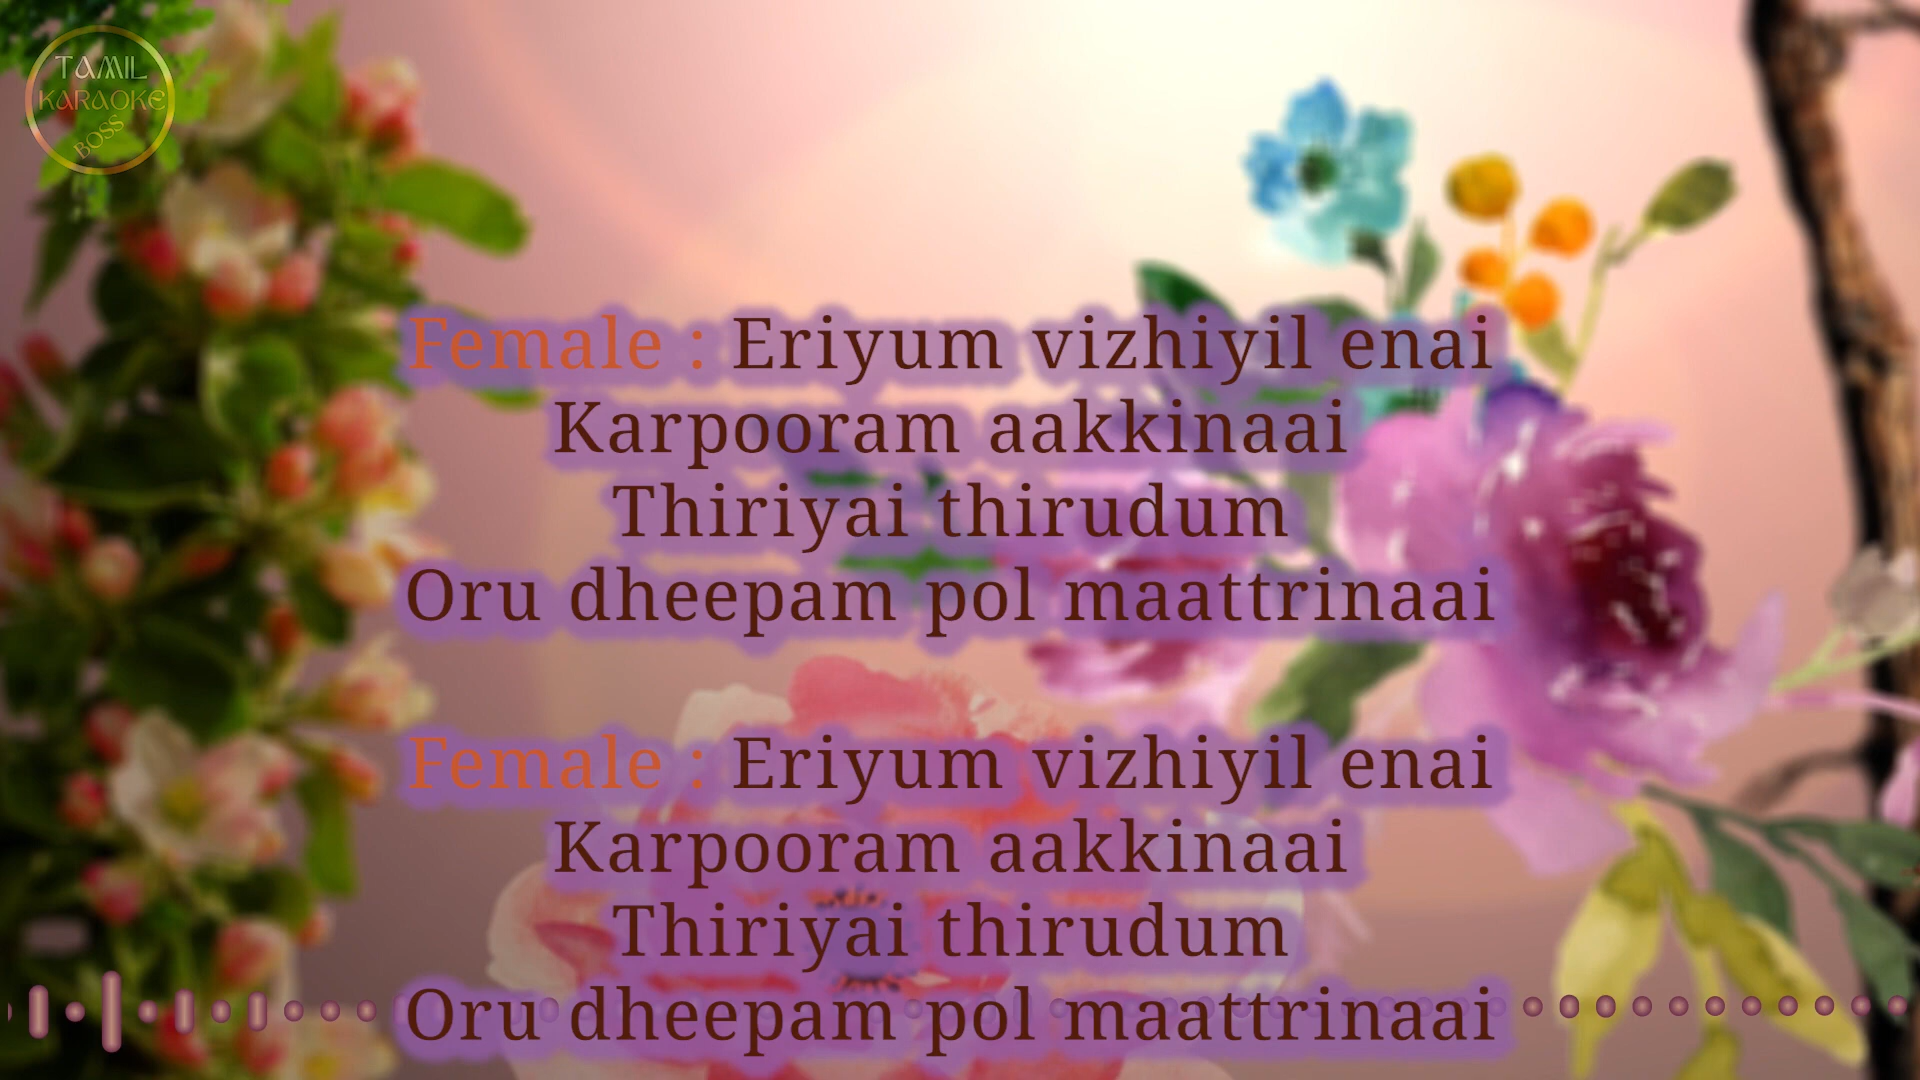 TAMIL
KARAOKE
BOSS
Female : Eriyum vizhiyil enai
Karpooram aakkinaai
Thiriyai thirudum
Oru dheepam pol maattrinaai
Female : Eriyum vizhiyil enai
Karpooram aakkinaai
Thiriyai thirudum
Oru dheepam pol maattrinaai